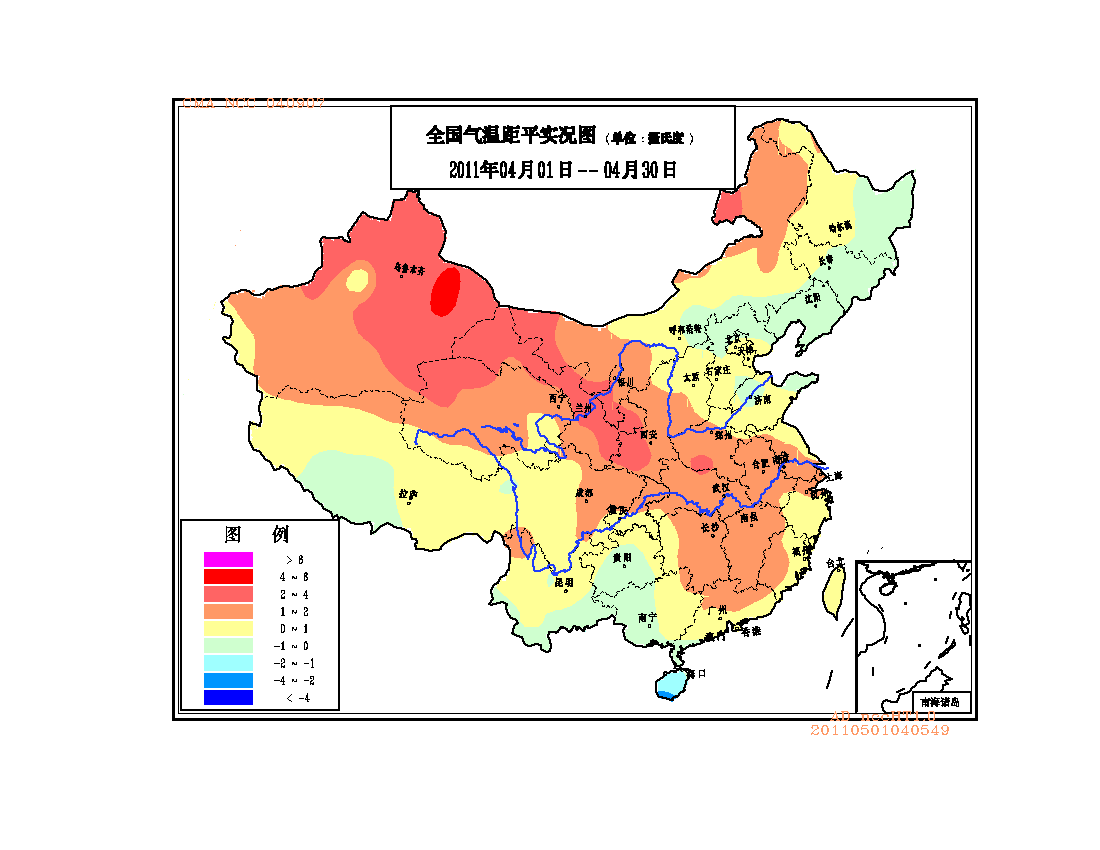 CMA NCC 040902
全国气温距平实况图 (单位:摄氏度)
2011年04月01日 -- 04月30日
哈尔滨
长春
沈阳
乌鲁木齐
呼和浩特
北京
天津
太原
石家庄
银川
济南
西宁
兰州
西安
郑州
合肥
南京
上海
杭州
成都
武汉
拉萨
重庆
长沙
南昌
贵阳
福州
台北
昆明
南宁
广州
澳门
香港
海口
图 例
> 6
4 ~ 6
2 ~ 4
1 ~ 2
0 ~ 1
-1 ~ 0
-2 ~ -1
-4 ~ -2
< -4
南海诸岛
20110501040549